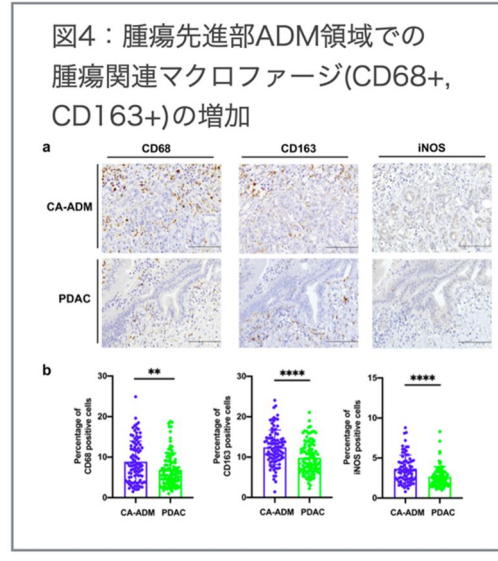 図4：腫瘍先進部ADM領域での
腫瘍関連マクロファージ(CD68+,
CD163+)の増加
a
CD68
CD163
iNOS
CA-ADM
PDAC
b
**
****
****
Percentage of
CD68 positive cells
30
20
10
0
CA-ADM
PDAC
Percentage of
CD163 positive cells
30
20
10
0
CA-ADM
PDAC
Percentage of
iNOS positive cells
15
10
5
0
CA-ADM
PDAC